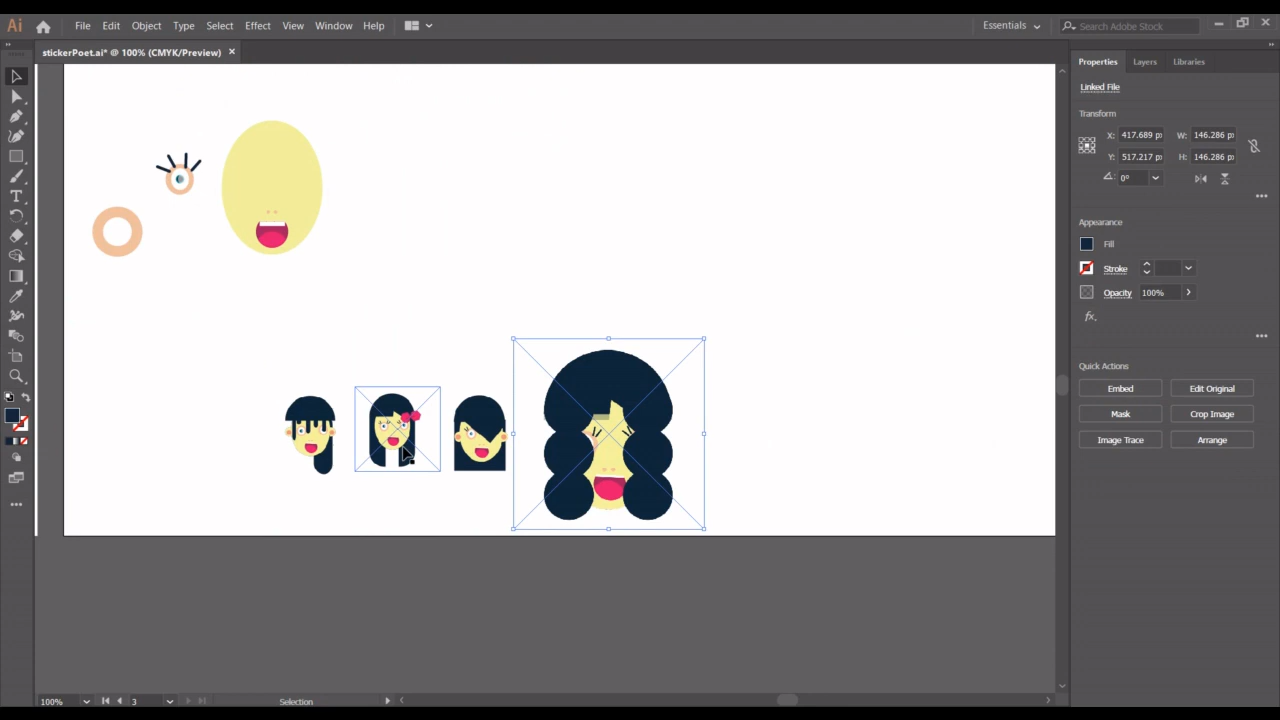 Ai File Edit Object Type Select Effect View Window Help Essentials Search Adobe Stock
stickerPoet.ai* @ 100% (CMYK/Preview)
Properties Layers Libraries
Linked File
Transform
X: 417.689 px W: 146.286 px
Y: 517.217 px H: 146.286 px
0°
Appearance
Fill
Stroke
Opacity 100%
fx
Quick Actions
Embed Edit Original
Mask Crop Image
Image Trace Arrange
100% 3 Selection